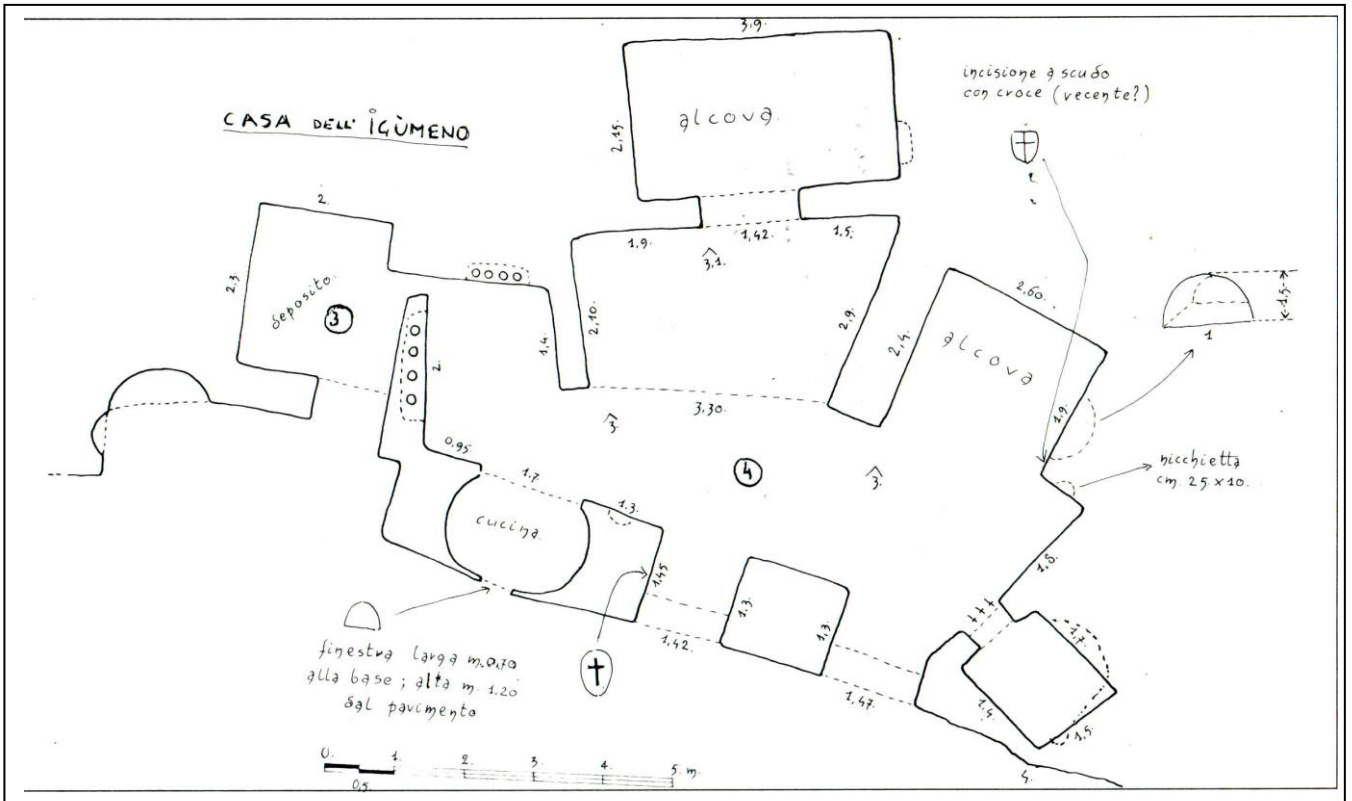 3,9.
incisione a scudo
con croce (recente?)
CASA DELL' IGÙMENO
alcova.
2,15.
2.
1,9.
1,42.
1,5.
3,1.
2,3
deposito.
3
2,60.
1,5.
1
2,10.
2,9.
2,4.
alcova
1,4.
2.
3,30.
1,9.
3.
0,95.
4
3.
nicchietta
cm. 25 x 10.
1.7.
1.3.
cucina.
1,45
1,8.
1.3.
1.3.
1,7.
finestra larga m. 0,70
alla base; alta m. 1.20
dal pavimento
1,42.
1,47.
1,4.
1,5.
4.
0. 1. 2. 3. 4. 5. m.
0,5.